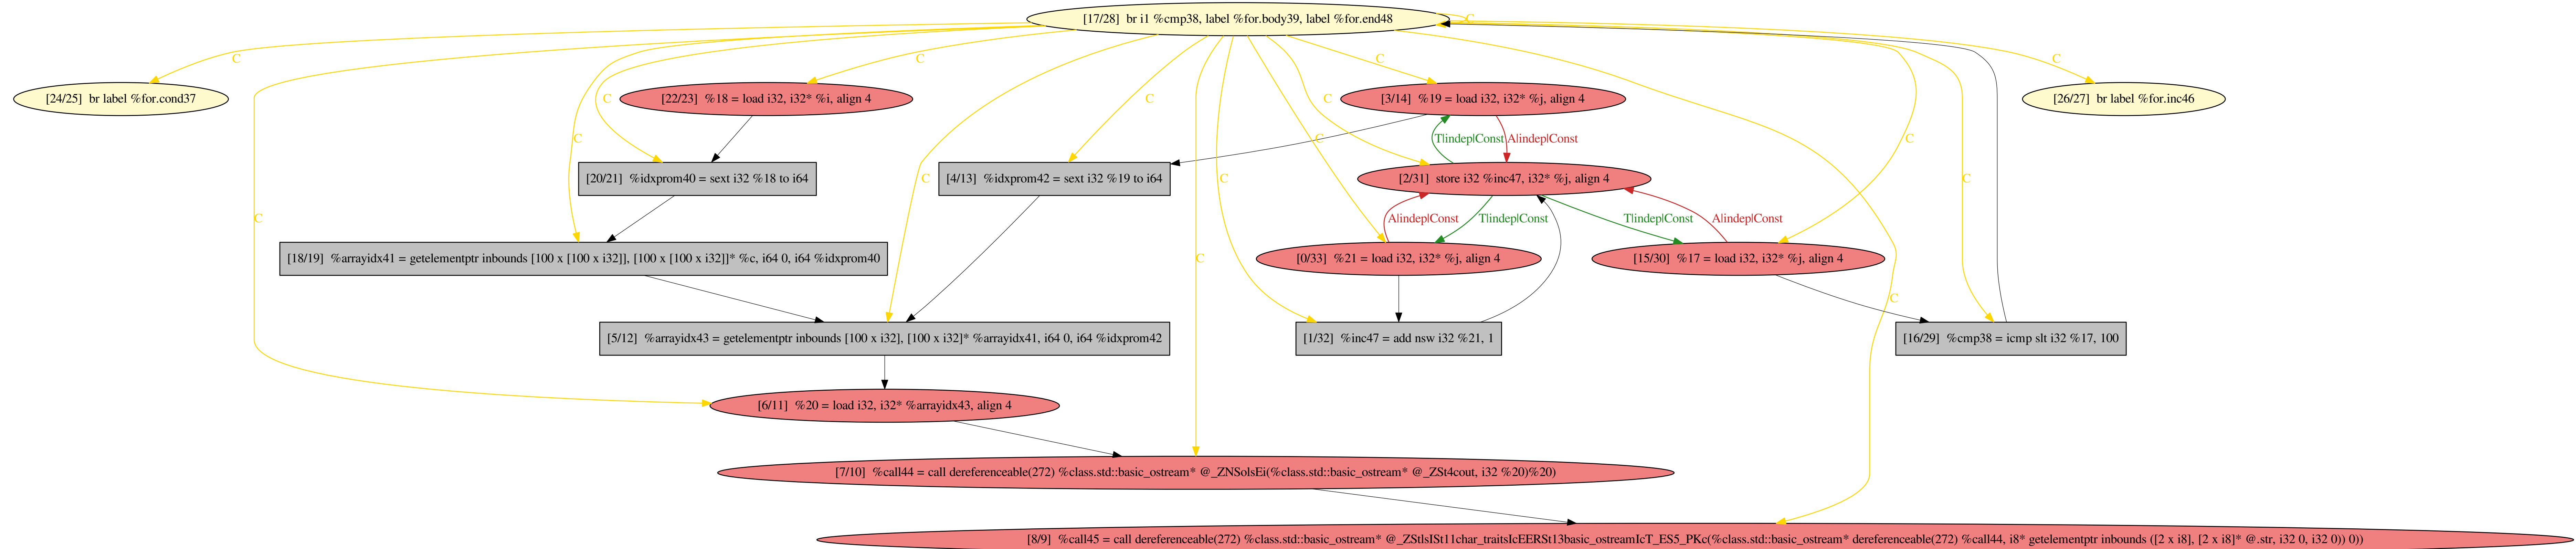 [17/28] br i1 %cmp38, label %for.body39, label %for.end48
C
C
C
C
C
[24/25] br label %for.cond37
C
[22/23] %18 = load i32, i32* %i, align 4
C
C
[3/14] %19 = load i32, i32* %j, align 4
[26/27] br label %for.inc46
C
C
C
T|indep|Const
A|indep|Const
C
[20/21] %idxprom40 = sext i32 %18 to i64
C
[4/13] %idxprom42 = sext i32 %19 to i64
C
[2/31] store i32 %inc47, i32* %j, align 4
C
C
A|indep|Const
T|indep|Const
T|indep|Const
A|indep|Const
[18/19] %arrayidx41 = getelementptr inbounds [100 x [100 x i32]], [100 x [100 x i32]]* %c, i64 0, i64 %idxprom40
C
[0/33] %21 = load i32, i32* %j, align 4
[15/30] %17 = load i32, i32* %j, align 4
C
[5/12] %arrayidx43 = getelementptr inbounds [100 x i32], [100 x i32]* %arrayidx41, i64 0, i64 %idxprom42
[1/32] %inc47 = add nsw i32 %21, 1
[16/29] %cmp38 = icmp slt i32 %17, 100
[6/11] %20 = load i32, i32* %arrayidx43, align 4
[7/10] %call44 = call dereferenceable(272) %class.std::basic_ostream* @_ZNSolsEi(%class.std::basic_ostream* @_ZSt4cout, i32 %20)%20)
[8/9] %call45 = call dereferenceable(272) %class.std::basic_ostream* @_ZStlsISt11char_traitsIcEERSt13basic_ostreamIcT_ES5_PKc(%class.std::basic_ostream* dereferenceable(272) %call44, i8* getelementptr inbounds ([2 x i8], [2 x i8]* @.str, i32 0, i32 0)) 0))